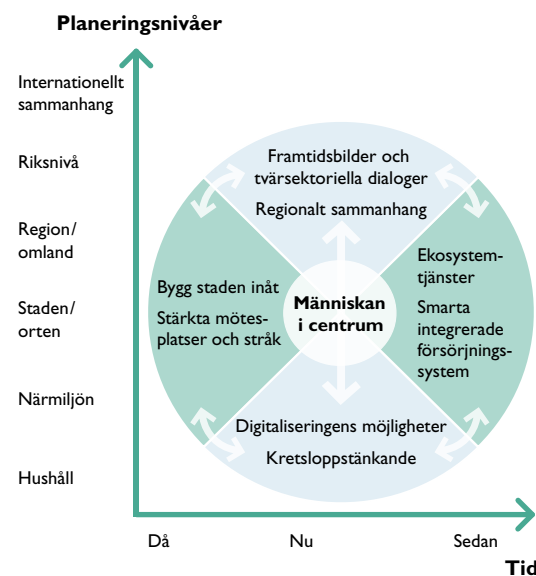 Planeringsnivåer
Internationellt
sammanhang
Riksnivå
Region/
omland
Staden/
orten
Närmiljön
Hushåll
Framtidsbilder och
tvärsektoriella dialoger
Regionalt sammanhang
Bygg staden inåt
Stärkta mötes-
platser och stråk
Människan
i centrum
Ekosystem-
tjänster
Smarta
integrerade
försörjnings-
system
Digitaliseringens möjligheter
Kretsloppstänkande
Då
Nu
Sedan
Tid